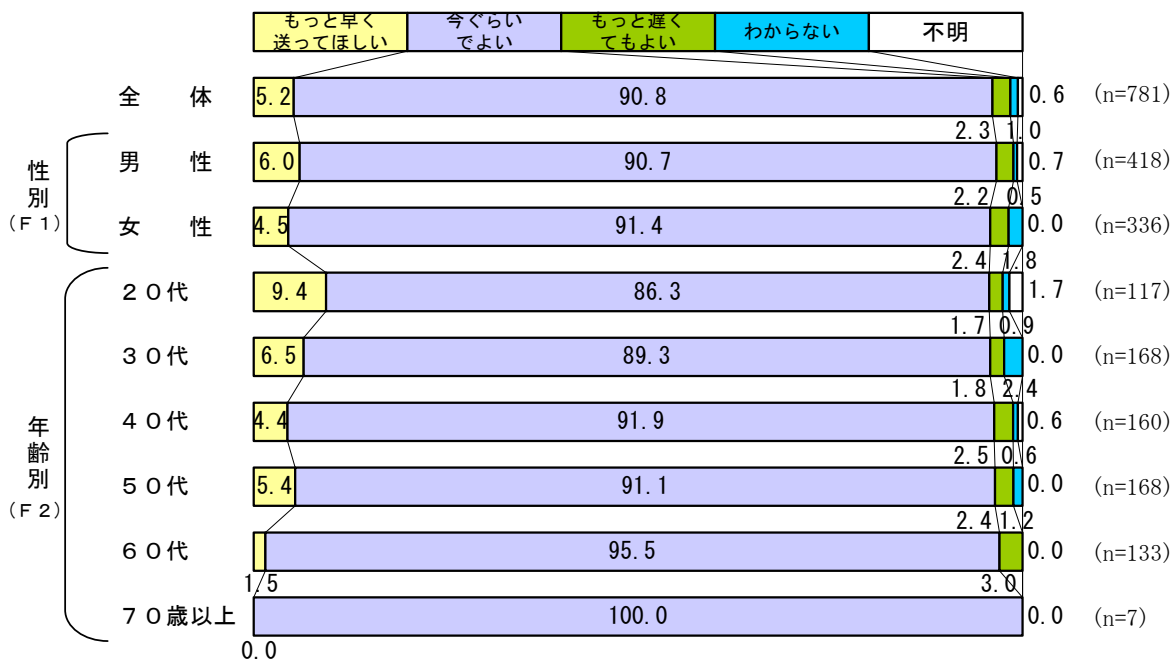 もっと早く
送ってほしい
今ぐらい
でよい
もっと遅く
てもよい
わからない
不明
全 体 5.2 90.8 0.6 (n=781)
2.3 1.0
性別
(F1)
男 性 6.0 90.7 0.7 (n=418)
2.2 0.5
女 性 4.5 91.4 0.0 (n=336)
2.4 1.8
年齢別
(F2)
20代 9.4 86.3 1.7 (n=117)
1.7 0.9
30代 6.5 89.3 0.0 (n=168)
1.8 2.4
40代 4.4 91.9 0.6 (n=160)
2.5 0.6
50代 5.4 91.1 0.0 (n=168)
2.4 1.2
60代 95.5 0.0 (n=133)
1.5 3.0
70歳以上 100.0 0.0 (n=7)
0.0